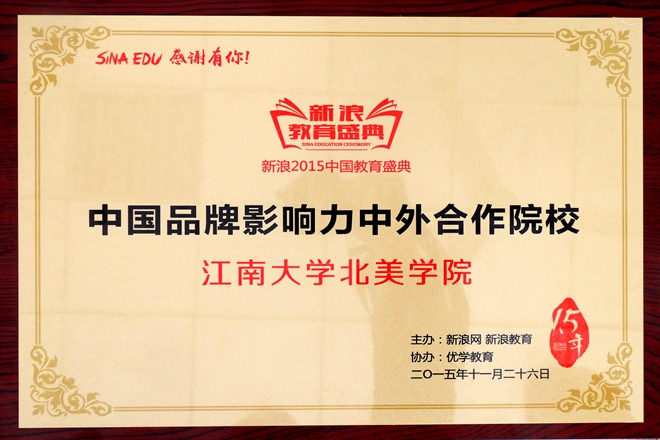 SiNA EDU 感谢有你!
新浪
教育盛典
SINA EDUCATION CEREMONY
新浪2015中国教育盛典
中国品牌影响力中外合作院校
江南大学北美学院
15
SINA
年
主办：新浪网 新浪教育
协办：优学教育
二〇一五年十一月二十六日